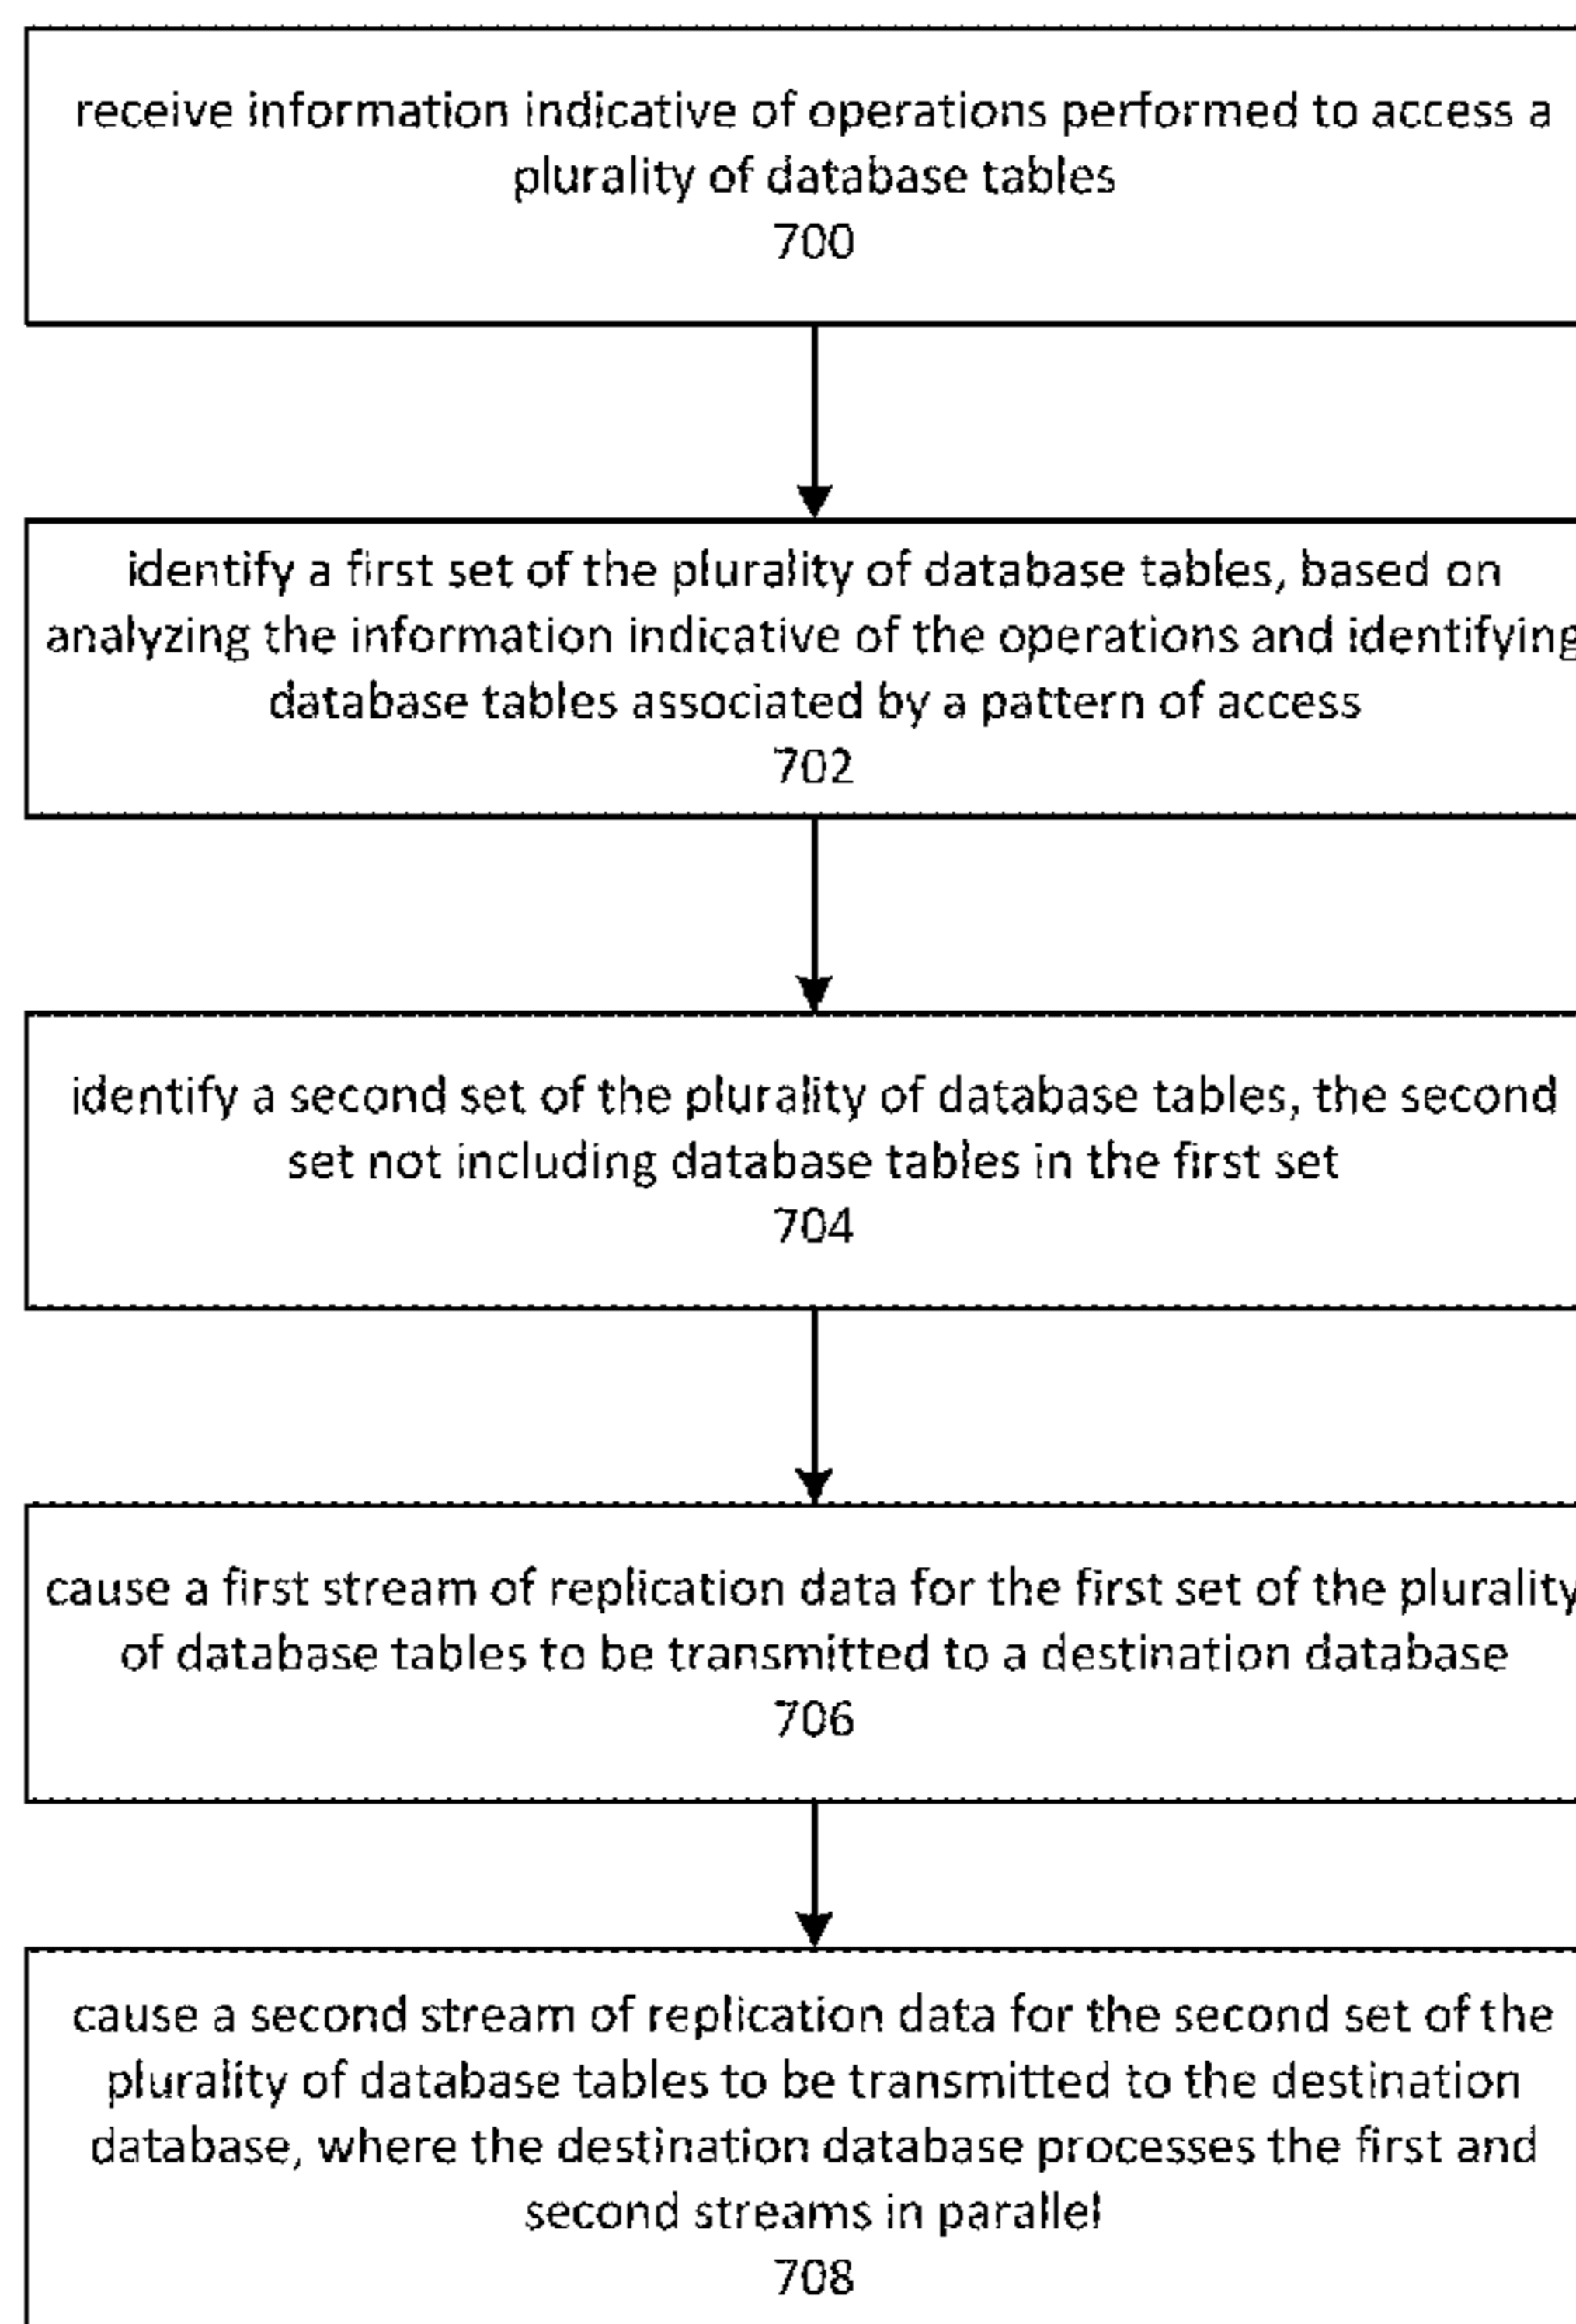 receive information indicative of operations performed to access a
plurality of database tables
700
identify a first set of the plurality of database tables, based on
analyzing the information indicative of the operations and identifying
database tables associated by a pattern of access
702
identify a second set of the plurality of database tables, the second
set not including database tables in the first set
704
cause a first stream of replication data for the first set of the plurality
of database tables to be transmitted to a destination database
706
cause a second stream of replication data for the second set of the
plurality of database tables to be transmitted to the destination
database, where the destination database processes the first and
second streams in parallel
708